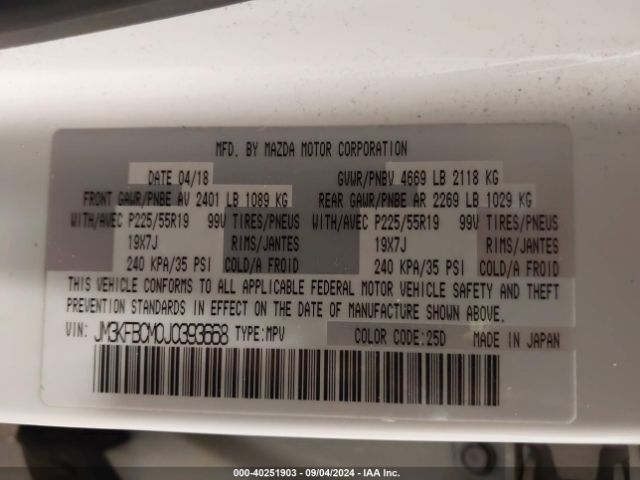 MFD. BY MAZDA MOTOR CORPORATION
DATE 04/18 GVWR/PNBV 4669 LB 2118 KG
FRONT GAWR/PNBE AV 2401 LB 1089 KG REAR GAWR/PNBE AR 2269 LB 1029 KG
WITH/AVEC P225/55R19 99V TIRES/PNEUS WITH/AVEC P225/55R19 99V TIRES/PNEUS
19X7J RIMS/JANTES 19X7J RIMS/JANTES
240 KPA/35 PSI COLD/A FROID 240 KPA/35 PSI COLD/A FROID
THIS VEHICLE CONFORMS TO ALL APPLICABLE FEDERAL MOTOR VEHICLE SAFETY AND THEFT
PREVENTION STANDARDS IN EFFECT ON THE DATE OF MANUFACTURE SHOWN ABOVE.
VIN: JM3KFBCM0J0393668 TYPE:MPV COLOR CODE:25D MADE IN JAPAN
000-40251903 - 09/04/2024 - IAA Inc.